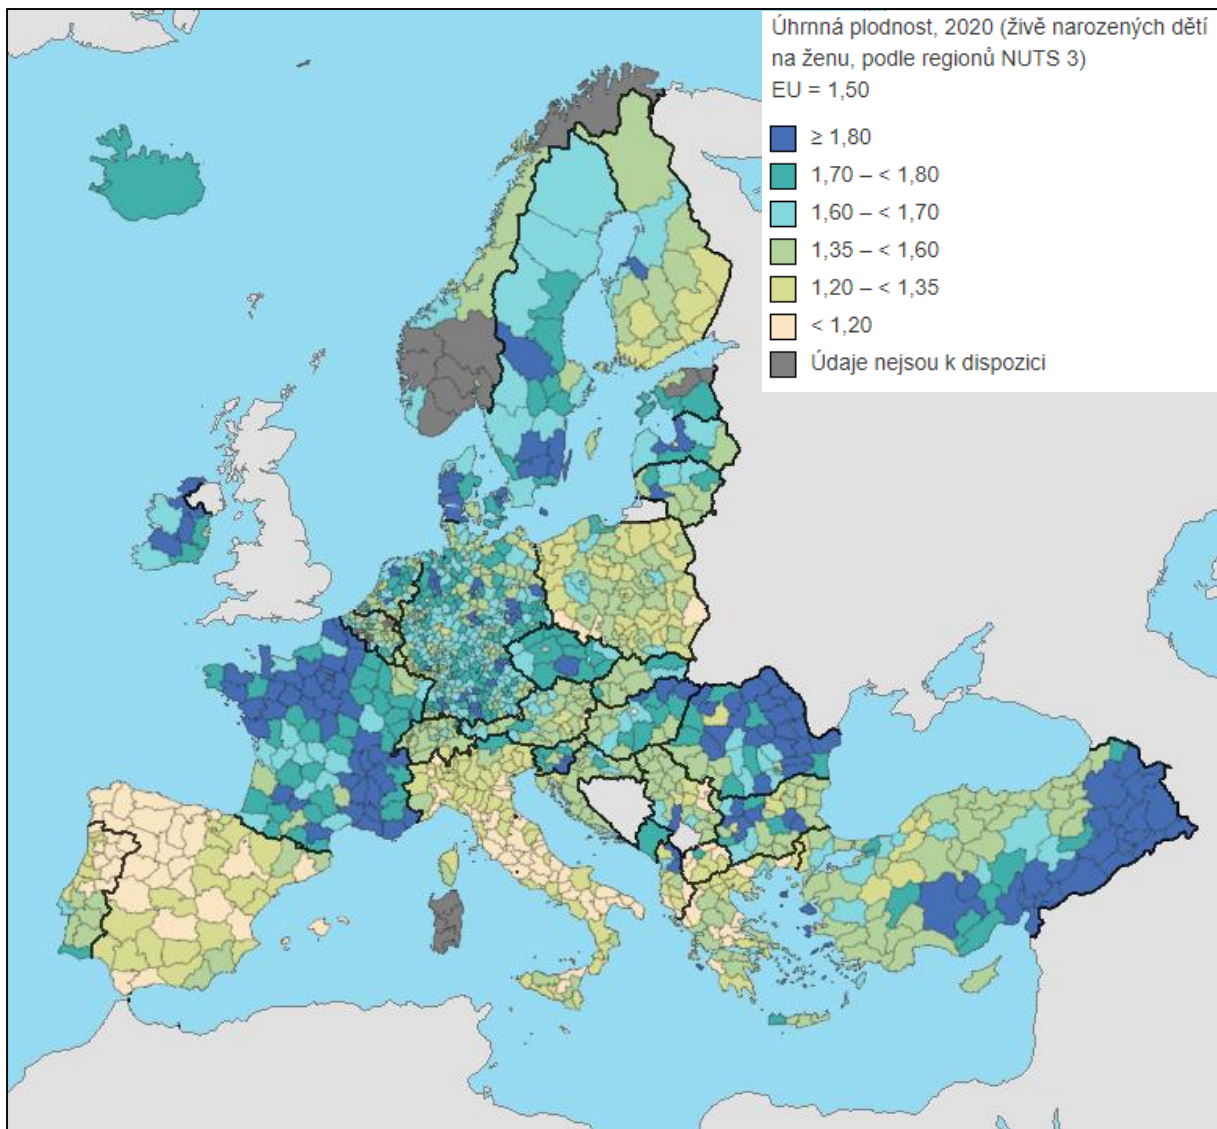 Úhrnná plodnost, 2020 (živě narozených dětí
na ženu, podle regionů NUTS 3)
EU = 1,50
≥ 1,80
1,70 – < 1,80
1,60 – < 1,70
1,35 – < 1,60
1,20 – < 1,35
< 1,20
Údaje nejsou k dispozici